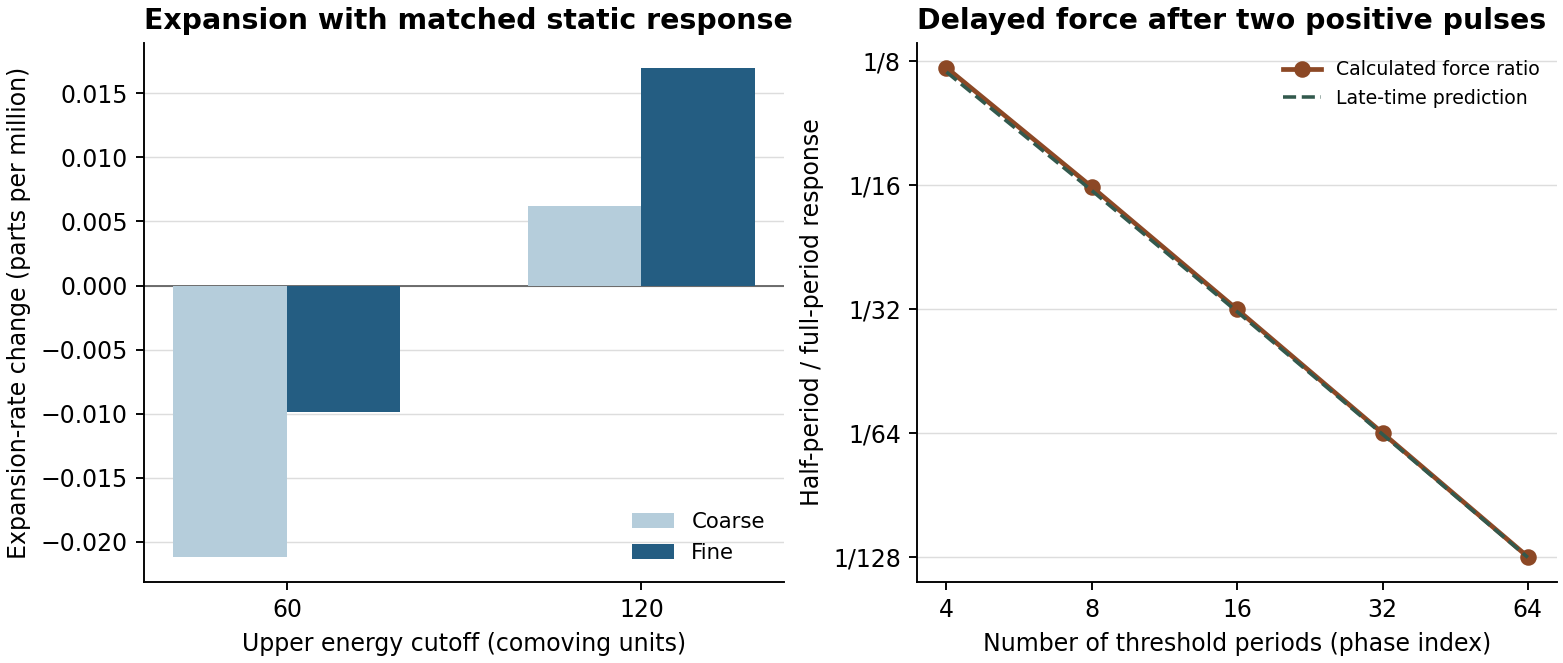 Expansion with matched static response
Expansion-rate change (parts per million)
0.015
0.010
0.005
0.000
−0.005
−0.010
−0.015
−0.020
Coarse
Fine
60
120
Upper energy cutoff (comoving units)
Delayed force after two positive pulses
Half-period / full-period response
1/8
1/16
1/32
1/64
1/128
Calculated force ratio
Late-time prediction
4
8
16
32
64
Number of threshold periods (phase index)